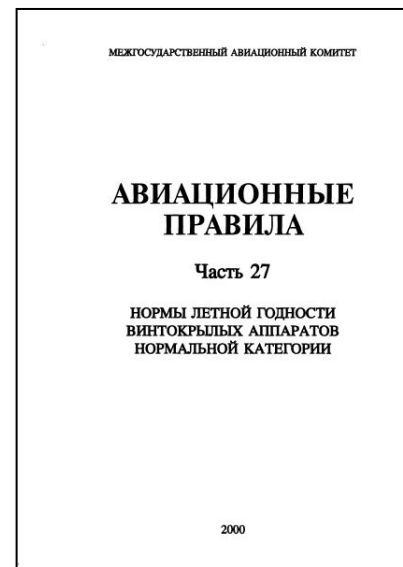 МЕЖГОСУДАРСТВЕННЫЙ АВИАЦИОННЫЙ КОМИТЕТ
АВИАЦИОННЫЕ
ПРАВИЛА
Часть 27
НОРМЫ ЛЕТНОЙ ГОДНОСТИ
ВИНТОКРЫЛЫХ АППАРАТОВ
НОРМАЛЬНОЙ КАТЕГОРИИ
2000